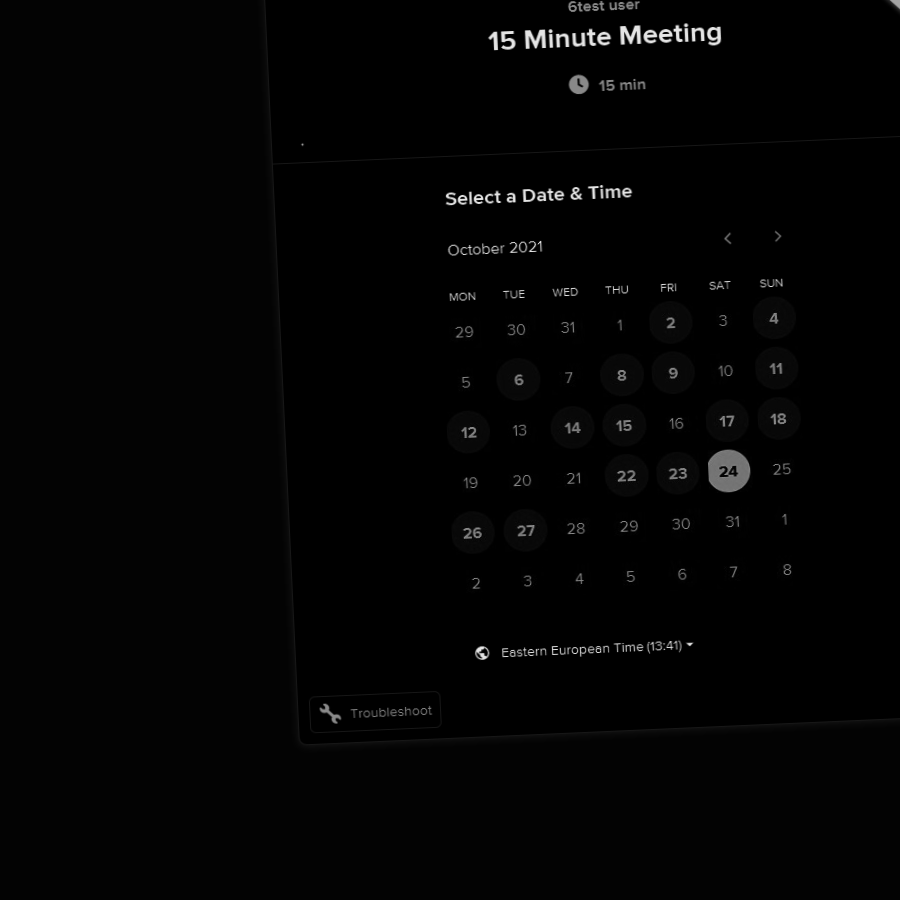 6test user
15 Minute Meeting
15 min
Select a Date & Time
October 2021
MON TUE WED THU FRI SAT SUN
29 30 31 1 2 3 4
5 6 7 8 9 10 11
12 13 14 15 16 17 18
19 20 21 22 23 24 25
26 27 28 29 30 31 1
2 3 4 5 6 7 8
Eastern European Time (13:41)
Troubleshoot